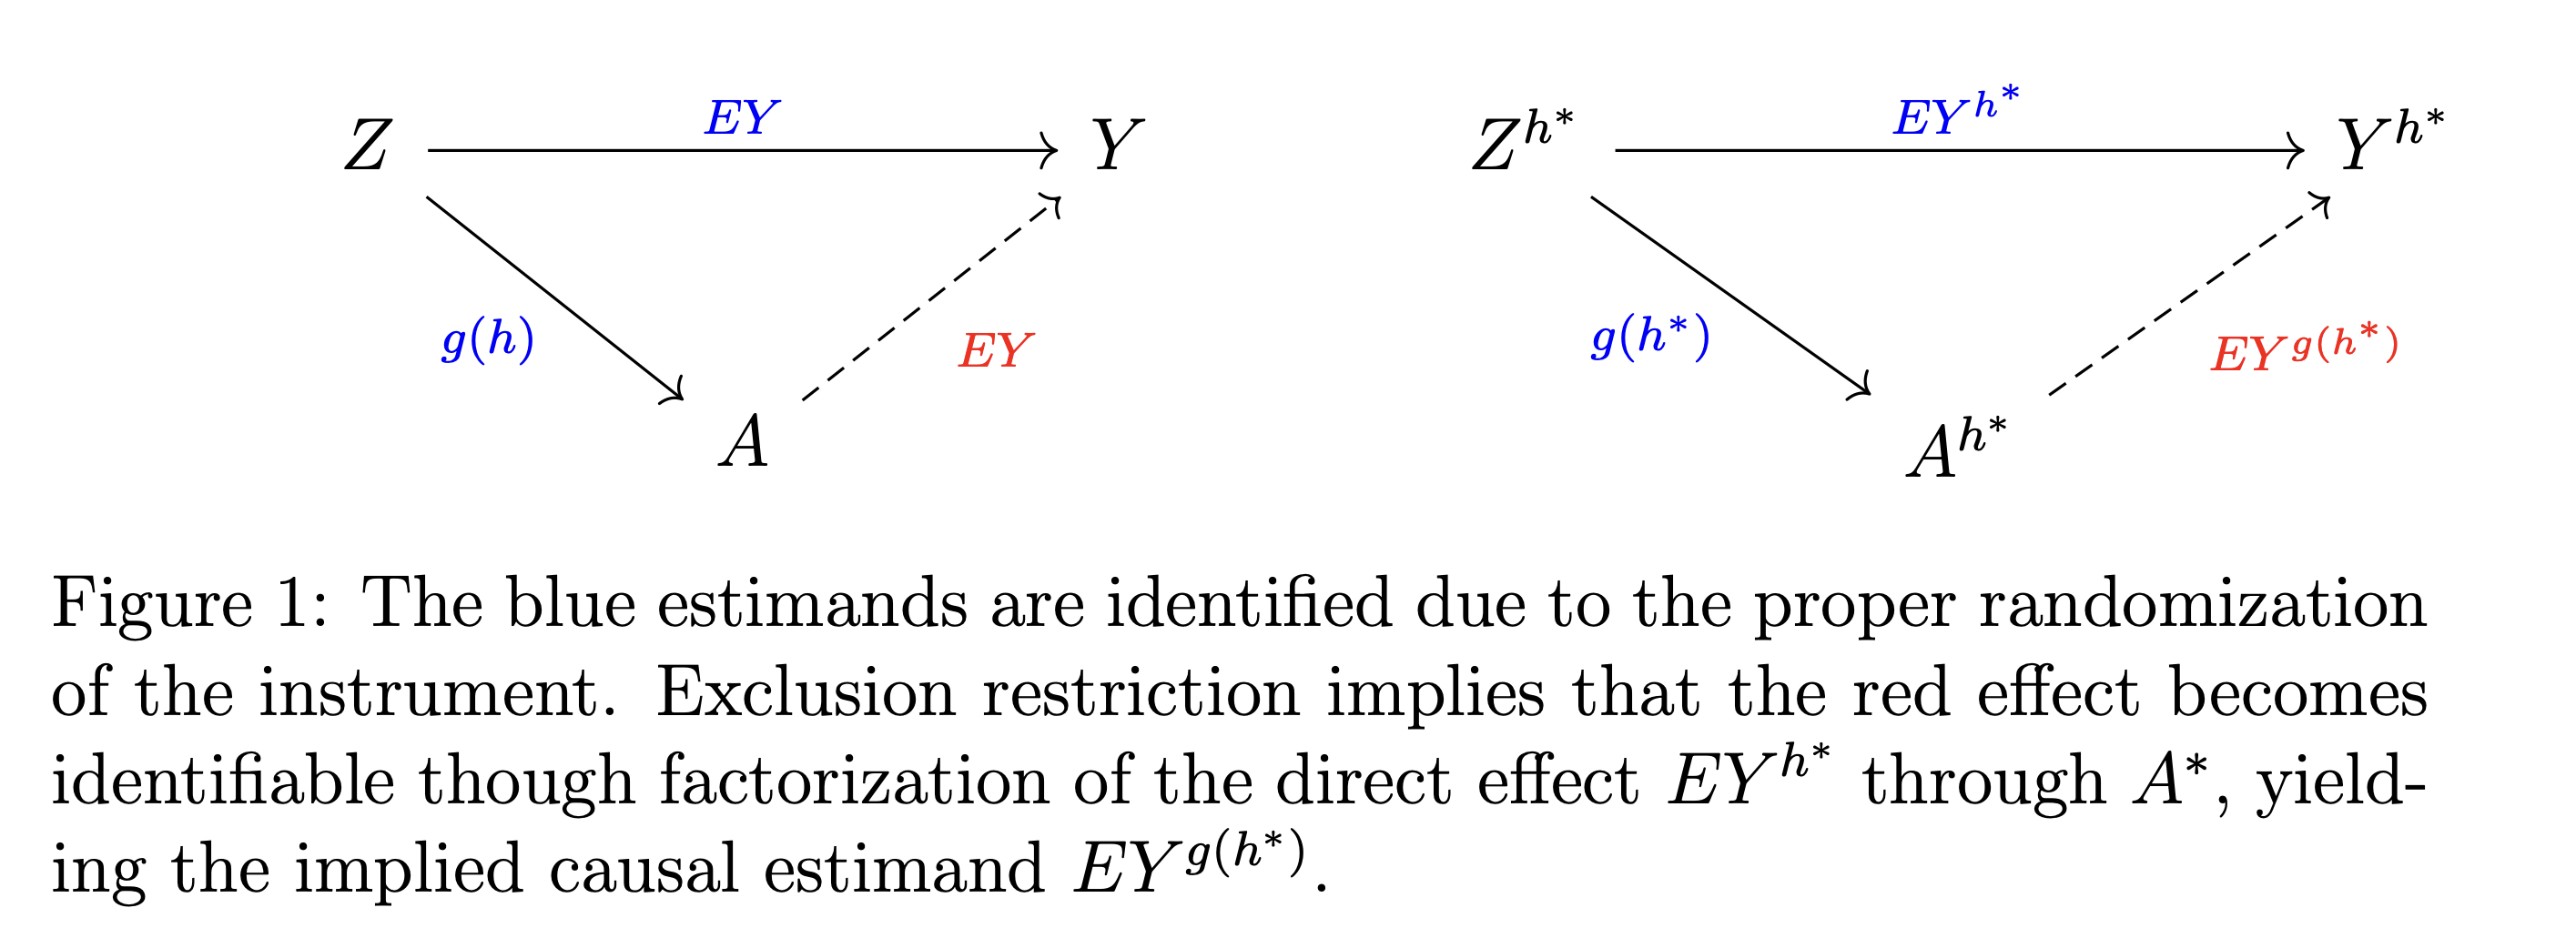 EY
Z Y
g(h) EY
A
EY^{h*}
Z^{h*} Y^{h*}
g(h*) EY^{g(h*)}
A^{h*}
Figure 1: The blue estimands are identified due to the proper randomization
of the instrument. Exclusion restriction implies that the red effect becomes
identifiable though factorization of the direct effect EY^{h*} through A*, yield-
ing the implied causal estimand EY^{g(h*)}.